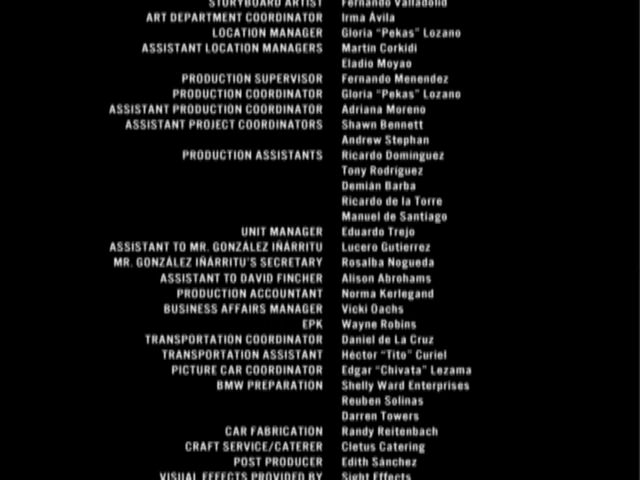 STORYBOARD ARTIST Fernando Valladolid
ART DEPARTMENT COORDINATOR Irma Ávila
LOCATION MANAGER Gloria "Pekas" Lozano
ASSISTANT LOCATION MANAGERS Martin Corkidi
Eladio Moyao
PRODUCTION SUPERVISOR Fernando Menendez
PRODUCTION COORDINATOR Gloria "Pekas" Lozano
ASSISTANT PRODUCTION COORDINATOR Adriana Moreno
ASSISTANT PROJECT COORDINATORS Shawn Bennett
Andrew Stephan
PRODUCTION ASSISTANTS Ricardo Dominguez
Tony Rodriguez
Demián Barba
Ricardo de la Torre
Manuel de Santiago
UNIT MANAGER Eduardo Trejo
ASSISTANT TO MR. GONZÁLEZ IÑÁRRITU Lucero Gutierrez
MR. GONZÁLEZ IÑÁRRITU'S SECRETARY Rosalba Nogueda
ASSISTANT TO DAVID FINCHER Alison Abrohams
PRODUCTION ACCOUNTANT Norma Kerlegand
BUSINESS AFFAIRS MANAGER Vicki Oachs
EPK Wayne Robins
TRANSPORTATION COORDINATOR Daniel de La Cruz
TRANSPORTATION ASSISTANT Héctor "Tito" Curiel
PICTURE CAR COORDINATOR Edgar "Chivata" Lezama
BMW PREPARATION Shelly Ward Enterprises
Reuben Solinas
Darren Towers
CAR FABRICATION Randy Reitenbach
CRAFT SERVICE/CATERER Cletus Catering
POST PRODUCER Edith Sánchez
VISUAL EFFECTS PROVIDED BY Sight Effects